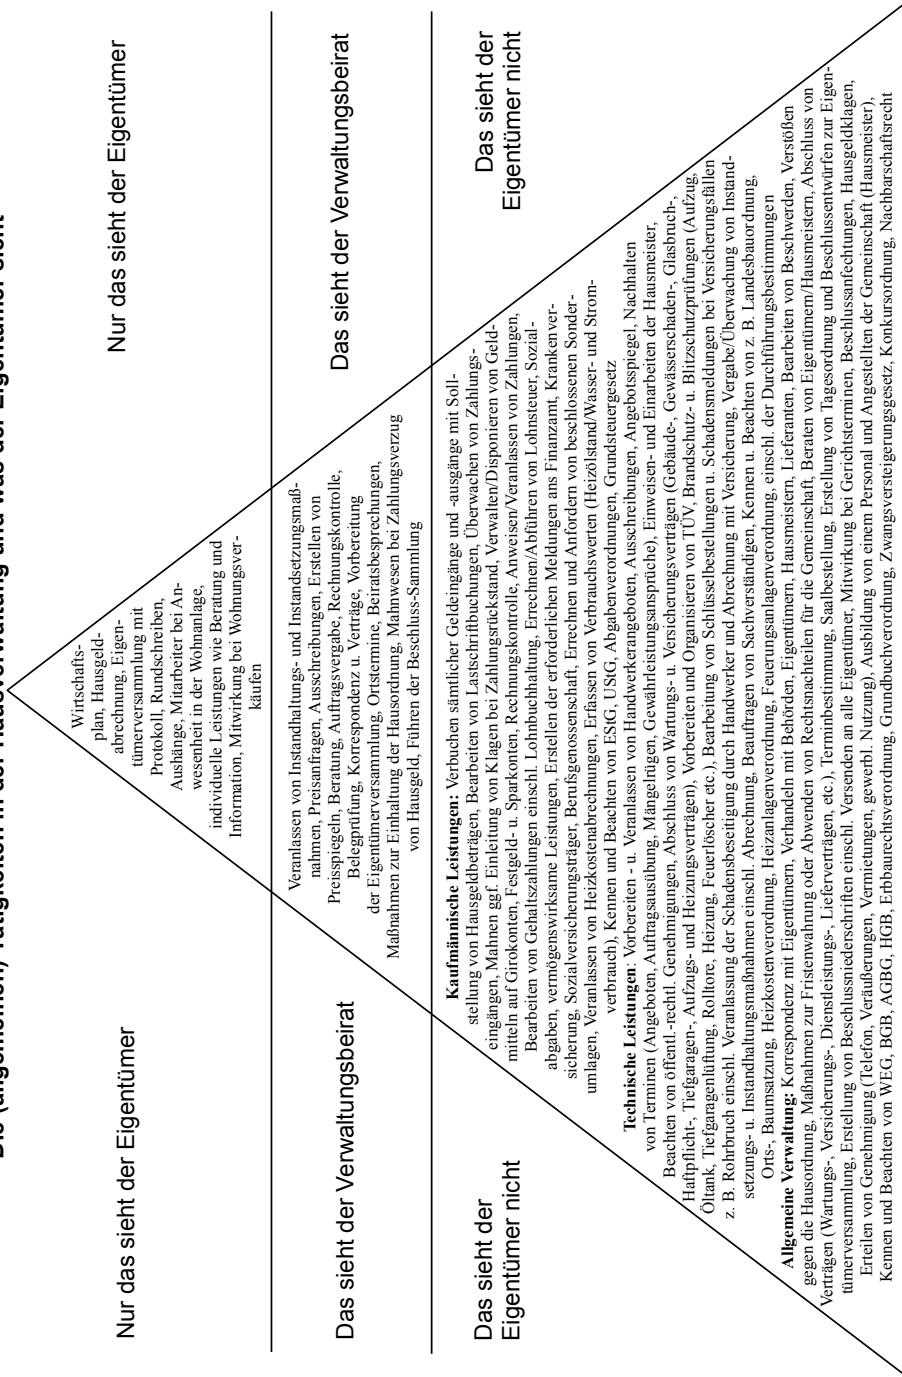 Die Tätigkeiten in der Hausverwaltung und was der Eigentümer sieht
Nur das sieht der Eigentümer
Wirtschafts-
plan, Hausgeld-
abrechnung, Eigen-
tümerversammlung mit
Protokoll, Rundschreiben,
Aushänge, Mitarbeiter bei An-
wesenheit in der Wohnanlage,
individuelle Leistungen wie Beratung und
Information, Mitwirkung bei Wohnungsver-
käufen
Nur das sieht der Eigentümer
Das sieht der Verwaltungsbeirat
Veranlassen von Instandhaltungs- und Instandsetzungsmaß-
nahmen, Preisanfragen, Ausschreibungen, Erstellen von
Preisspiegeln, Beratung, Auftragsvergabe, Rechnungskontrolle,
Belegprüfung, Korrespondenz u. Verträge, Vorbereitung
der Eigentümerversammlung, Ortstermine, Beiratsbesprechungen,
Maßnahmen zur Einhaltung der Hausordnung, Mahnwesen bei Zahlungsverzug
von Hausgeld, Führen der Beschluss-Sammlung
Das sieht der Verwaltungsbeirat
Das sieht der
Eigentümer nicht
Kaufmännische Leistungen: Verbuchen sämtlicher Geldeingänge und -ausgänge mit Soll-
stellung von Hausgeldbeträgen, Bearbeiten von Lastschriftbuchungen, Überwachen von Zahlungs-
eingängen, Mahnen ggf. Einleitung von Klagen bei Zahlungsrückstand, Verwalten/Disponieren von Geld-
mitteln auf Girokonten, Festgeld- u. Sparkonten, Rechnungskontrolle, Anweisen/Veranlassen von Zahlungen,
Bearbeiten von Gehaltszahlungen einschl. Lohnbuchhaltung, Errechnen/Abführen von Lohnsteuer, Sozial-
abgaben, vermögenswirksame Leistungen, Erstellen der erforderlichen Meldungen ans Finanzamt, Krankenver-
sicherung, Sozialversicherungsträger, Berufsgenossenschaft, Errechnen und Anfordern von beschlossenen Sonder-
umlagen, Veranlassen von Heizkostenabrechnungen, Erfassen von Verbrauchswerten (Heizölstand/Wasser- und Strom-
verbrauch), Kennen und Beachten von EStG, UStG, Abgabenverordnungen, Grundsteuergesetz
Technische Leistungen: Vorbereiten - u. Veranlassen von Handwerkerangeboten, Ausschreibungen, Angebotsspiegel, Nachhalten
von Terminen (Angeboten, Auftragsausübung, Mängelrügen, Gewährleistungsansprüche), Einweisen- und Einarbeiten der Hausmeister,
Beachten von öffentl.-rechtl. Genehmigungen, Abschluss von Wartungs- u. Versicherungsverträgen (Gebäude-, Gewässerschaden-, Glasbruch-,
Haftpflicht-, Tiefgaragen-, Aufzugs- und Heizungsverträgen), Vorbereiten und Organisieren von TÜV, Brandschutz- u. Blitzschutzprüfungen (Aufzug,
Öltank, Tiefgaragenlüftung, Rolltore, Heizung, Feuerlöscher etc.), Bearbeitung von Schlüsselbestellungen u. Schadensmeldungen bei Versicherungsfällen
z. B. Rohrbruch einschl. Veranlassung der Schadensbeseitigung durch Handwerker und Abrechnung mit Versicherung, Vergabe/Überwachung von Instand-
setzungs- u. Instandhaltungsmaßnahmen einschl. Abrechnung, Beauftragen von Sachverständigen, Kennen u. Beachten von z. B. Landesbauordnung,
Orts-, Baumsatzung, Heizkostenverordnung, Heizanlagenverordnung, Feuerungsanlagenverordnung, einschl. der Durchführungsbestimmungen
Allgemeine Verwaltung: Korrespondenz mit Eigentümern, Verhandeln mit Behörden, Eigentümern, Hausmeistern, Lieferanten, Bearbeiten von Beschwerden, Verstößen
gegen die Hausordnung, Maßnahmen zur Fristenwahrung oder Abwenden von Rechtsnachteilen für die Gemeinschaft, Beraten von Eigentümern/Hausmeistern, Abschluss von
Verträgen (Wartungs-, Versicherungs-, Dienstleistungs-, Lieferverträgen, etc.), Terminbestimmung, Saalbestellung, Erstellung von Tagesordnung und Beschlussentwürfen zur Eigen-
tümerversammlung, Erstellung von Beschlussniederschriften einschl. Versenden an alle Eigentümer, Mitwirkung bei Gerichtsterminen, Beschlussanfechtungen, Hausgeldklagen,
Erteilen von Genehmigung (Telefon, Veräußerungen, Vermietungen, gewerbl. Nutzung), Ausbildung von einem Personal und Angestellten der Gemeinschaft (Hausmeister),
Kennen und Beachten von WEG, BGB, AGBG, HGB, Erbbaurechtsverordnung, Grundbuchverordnung, Zwangsversteigerungsgesetz, Konkursordnung, Nachbarschaftsrecht
Das sieht der
Eigentümer nicht